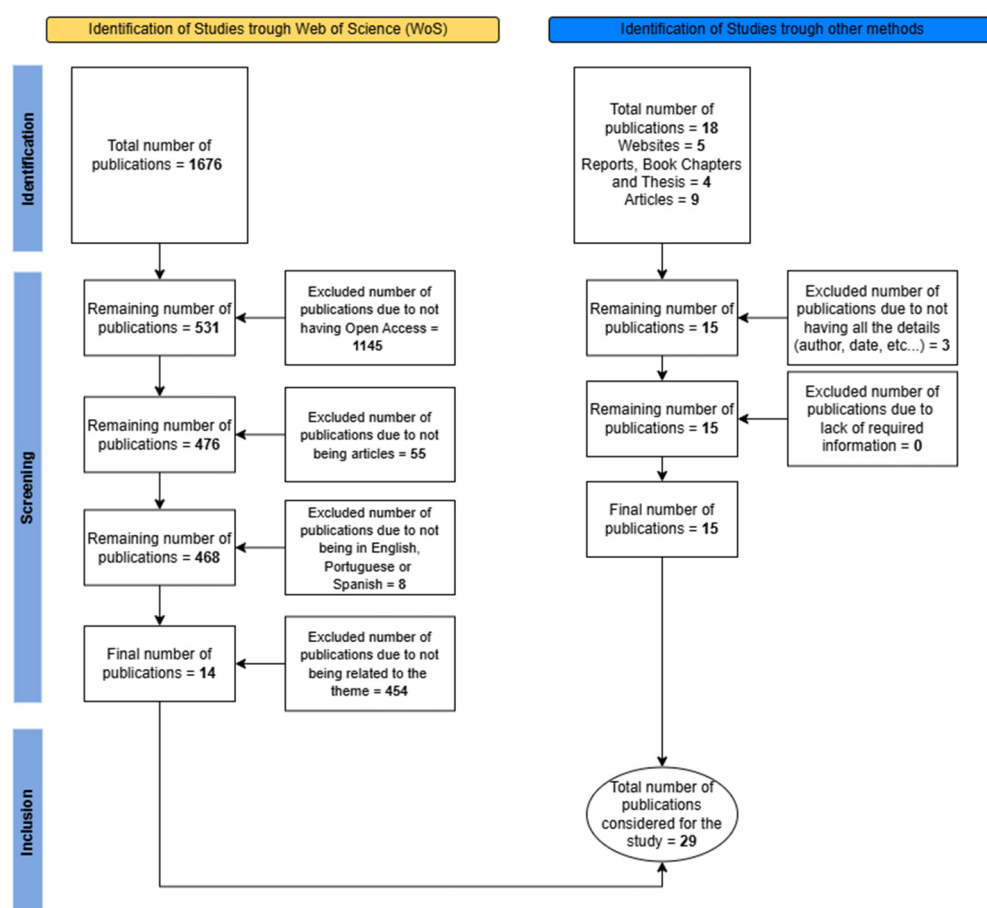 Identification of Studies trough Web of Science (WoS)
Identification of Studies trough other methods
Identification
Total number of
publications = 1676
Total number of
publications = 18
Websites = 5
Reports, Book Chapters
and Thesis = 4
Articles = 9
Screening
Remaining number of
publications = 531
Excluded number of
publications due to not
having Open Access =
1145
Remaining number of
publications = 476
Excluded number of
publications due to not
being articles = 55
Remaining number of
publications = 468
Excluded number of
publications due to not
being in English,
Portuguese or
Spanish = 8
Final number of
publications = 14
Excluded number of
publications due to not
being related to the
theme = 454
Remaining number of
publications = 15
Excluded number of
publications due to not
having all the details
(author, date, etc...) = 3
Remaining number of
publications = 15
Excluded number of
publications due to
lack of required
information = 0
Final number of
publications = 15
Inclusion
Total number of
publications
considered for the
study = 29